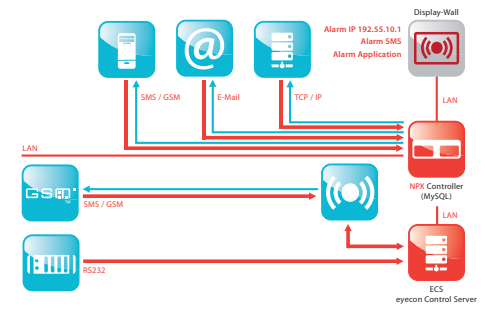 Display-Wall
Alarm IP 192.55.10.1
Alarm SMS
Alarm Application
@
SMS / GSM
E-Mail
TCP / IP
LAN
LAN
NPX Controller
(MySQL)
GSM
TM
SMS / GSM
LAN
RS232
ECS
eyecon Control Server